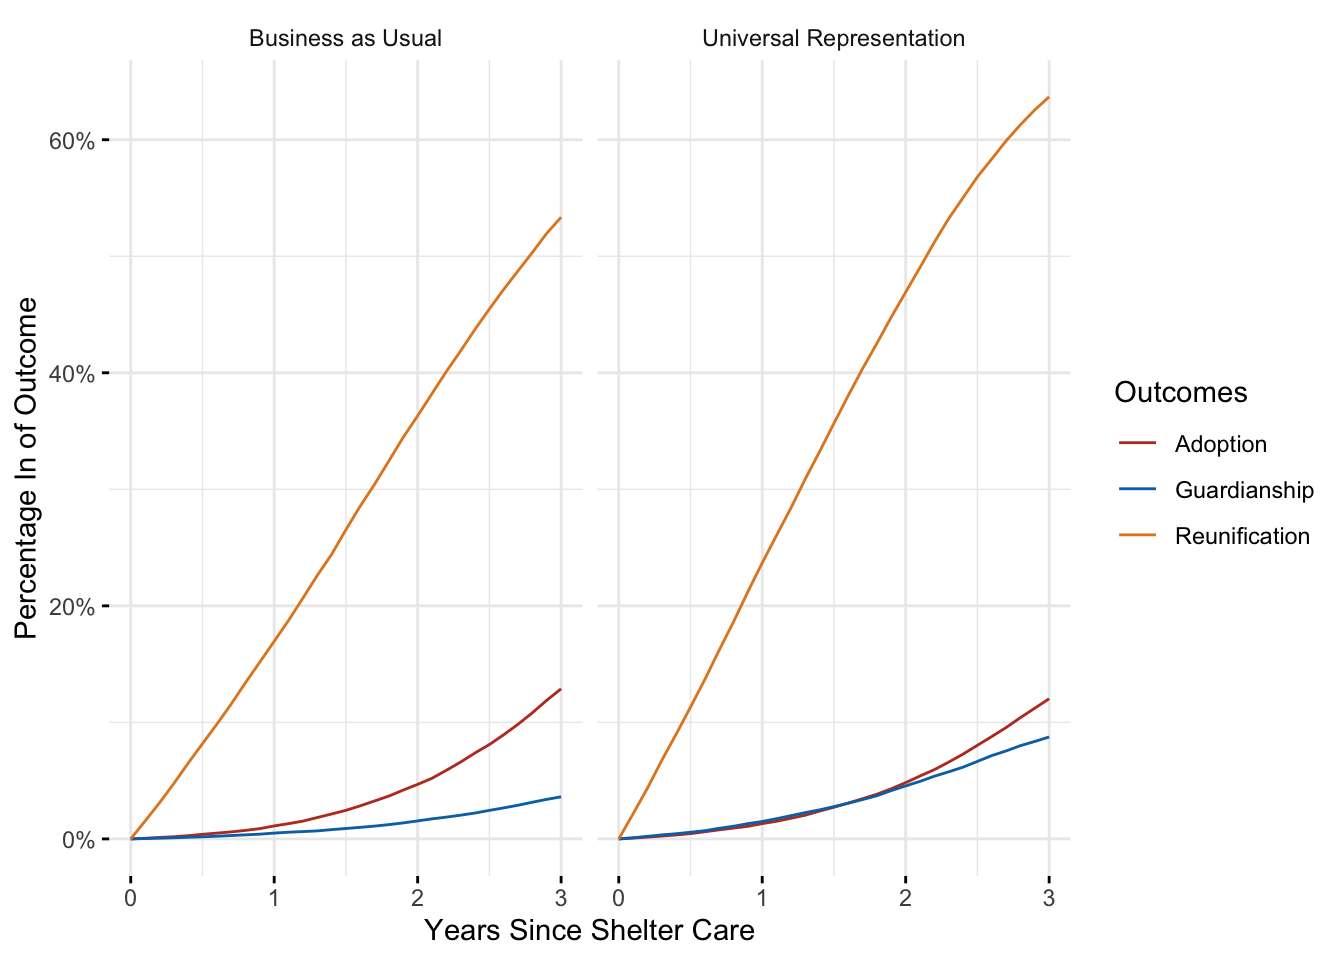 Business as Usual
Universal Representation
60%
40%
20%
0%
Percentage In of Outcome
0 1 2 3
0 1 2 3
Years Since Shelter Care
Outcomes
Adoption
Guardianship
Reunification